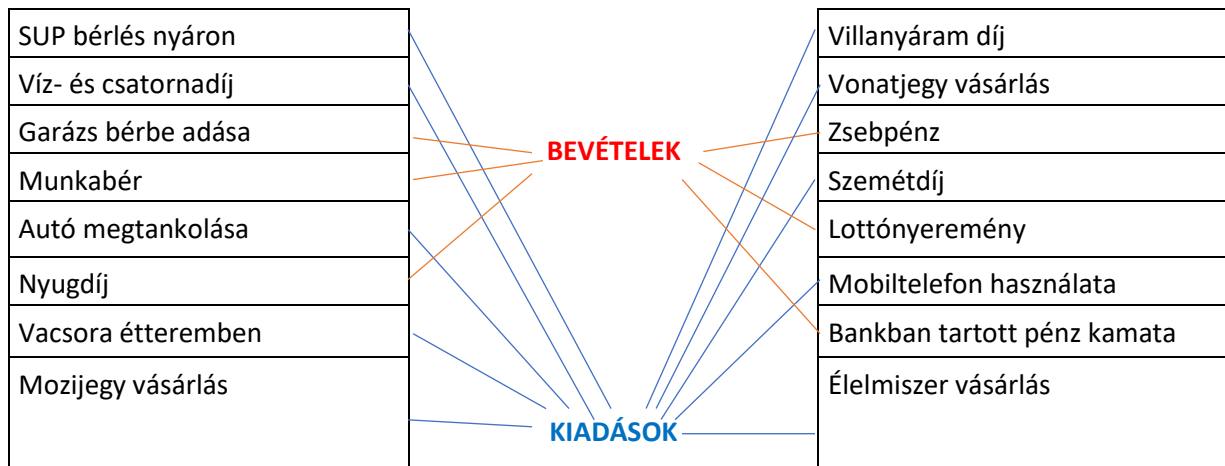 SUP bérlés nyáron
Víz- és csatornadíj
Garázs bérbe adása
Munkabér
Autó megtankolása
Nyugdíj
Vacsora étteremben
Mozijegy vásárlás
BEVÉTELEK
KIADÁSOK
Villanyáram díj
Vonatjegy vásárlás
Zsebpénz
Szemétdíj
Lottónyeremény
Mobiltelefon használata
Bankban tartott pénz kamata
Élelmiszer vásárlás